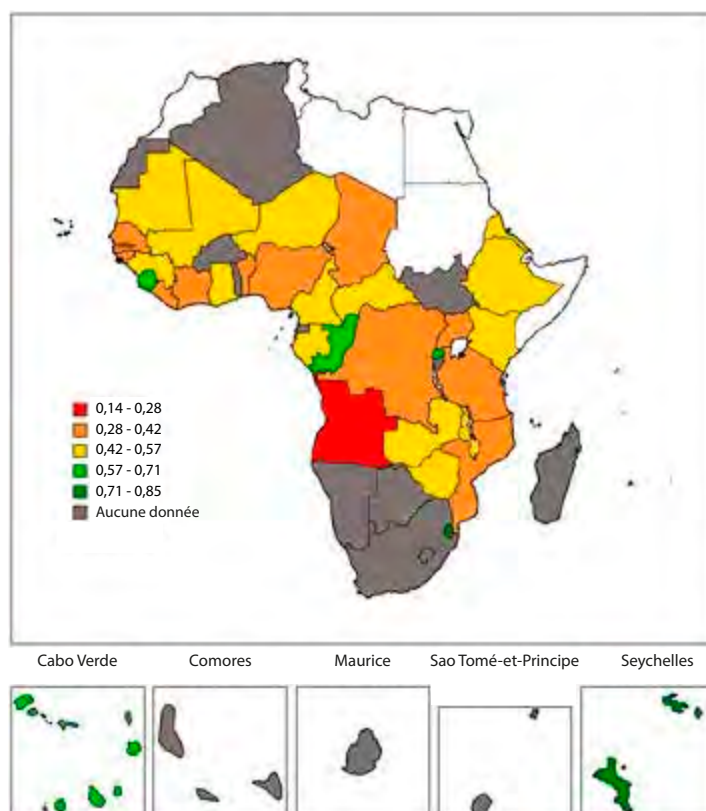 0,14 - 0,28
0,28 - 0,42
0,42 - 0,57
0,57 - 0,71
0,71 - 0,85
Aucune donnée
Cabo Verde Comores Maurice Sao Tomé-et-Principe Seychelles